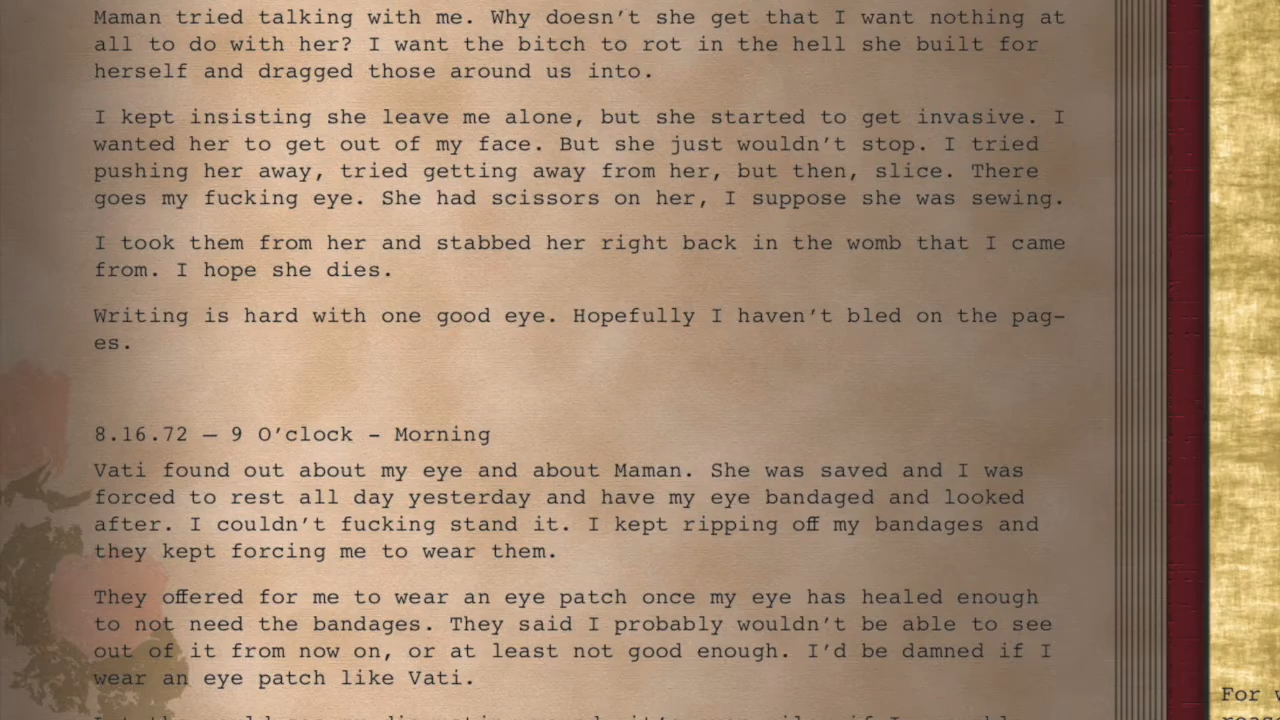 Maman tried talking with me. Why doesn’t she get that I want nothing at
all to do with her? I want the bitch to rot in the hell she built for
herself and dragged those around us into.
I kept insisting she leave me alone, but she started to get invasive. I
wanted her to get out of my face. But she just wouldn’t stop. I tried
pushing her away, tried getting away from her, but then, slice. There
goes my fucking eye. She had scissors on her, I suppose she was sewing.
I took them from her and stabbed her right back in the womb that I came
from. I hope she dies.
Writing is hard with one good eye. Hopefully I haven’t bled on the pag-
es.
8.16.72 — 9 O’clock – Morning
Vati found out about my eye and about Maman. She was saved and I was
forced to rest all day yesterday and have my eye bandaged and looked
after. I couldn’t fucking stand it. I kept ripping off my bandages and
they kept forcing me to wear them.
They offered for me to wear an eye patch once my eye has healed enough
to not need the bandages. They said I probably wouldn’t be able to see
out of it from now on, or at least not good enough. I’d be damned if I
wear an eye patch like Vati.
For